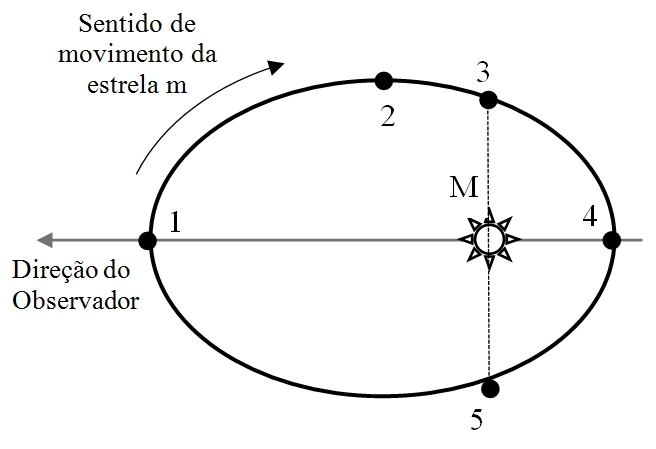 Sentido de
movimento da
estrela m
3
2
M
1
4
Direção do
Observador
5